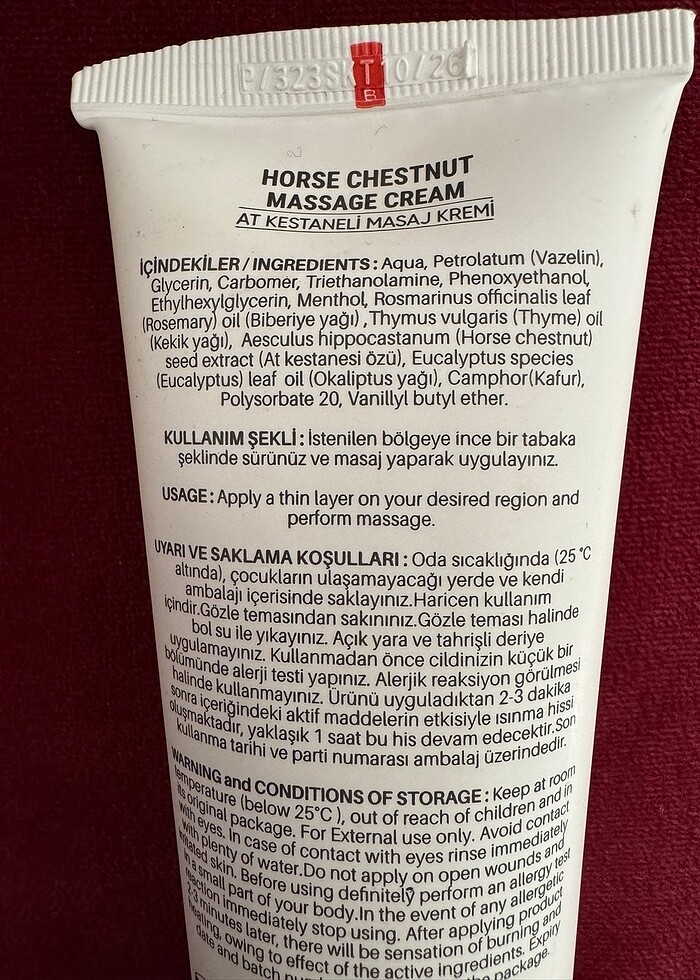 P/323SKT10/26
B
HORSE CHESTNUT
MASSAGE CREAM
AT KESTANELİ MASAJ KREMİ
İÇİNDEKİLER / INGREDIENTS : Aqua, Petrolatum (Vazelin),
Glycerin, Carbomer, Triethanolamine, Phenoxyethanol,
Ethylhexylglycerin, Menthol, Rosmarinus officinalis leaf
(Rosemary) oil (Biberiye yağı) ,Thymus vulgaris (Thyme) oil
(Kekik yağı), Aesculus hippocastanum (Horse chestnut)
seed extract (At kestanesi özü), Eucalyptus species
(Eucalyptus) leaf oil (Okaliptus yağı), Camphor(Kafur),
Polysorbate 20, Vanillyl butyl ether.
KULLANIM ŞEKLİ : İstenilen bölgeye ince bir tabaka
şeklinde sürünüz ve masaj yaparak uygulayınız.
USAGE : Apply a thin layer on your desired region and
perform massage.
UYARI VE SAKLAMA KOŞULLARI : Oda sıcaklığında (25 °C
altında), çocukların ulaşamayacağı yerde ve kendi
ambalajı içerisinde saklayınız.Haricen kullanım
içindir.Gözle temasından sakınınız.Gözle teması halinde
bol su ile yıkayınız. Açık yara ve tahrişli deriye
uygulamayınız. Kullanmadan önce cildinizin küçük bir
bölümünde alerji testi yapınız. Alerjik reaksiyon görülmesi
halinde kullanmayınız. Ürünü uyguladıktan 2-3 dakika
sonra içeriğindeki aktif maddelerin etkisiyle ısınma hissi
oluşmaktadır, yaklaşık 1 saat bu his devam edecektir.Son
kullanma tarihi ve parti numarası ambalaj üzerindedir.
WARNING and CONDITIONS OF STORAGE : Keep at room
temperature (below 25°C ), out of reach of children and in
its original package. For External use only. Avoid contact
with eyes. In case of contact with eyes rinse immediately
with plenty of water.Do not apply on open wounds and
irritated skin. Before using definitely perform an allergy test
in a small part of your body.In the event of any allergetic
reaction immediately stop using. After applying product
2-3 minutes later, there will be sensation of burning and
heating, owing to effect of the active ingredients. Expiry
date and batch the package.